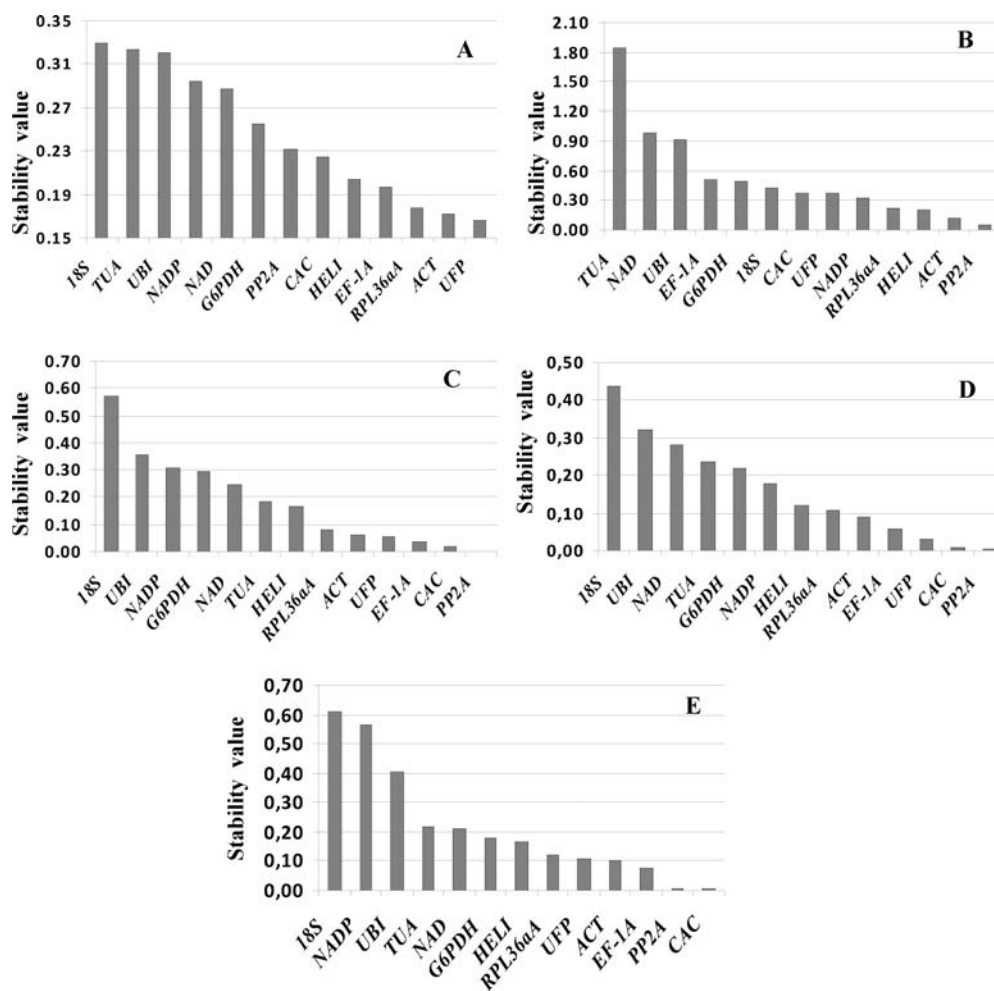 A
Stability value
0.35
0.31
0.27
0.23
0.19
0.15
18S TUA UBI NADP NAD G6PDH PP2A CAC HELI EF-1A RPL36aA ACT UFP
B
Stability value
2.10
1.80
1.50
1.20
0.90
0.60
0.30
0.00
TUA NAD UBI EF-1A G6PDH 18S CAC UFP NADP RPL36aA HELI ACT PP2A
C
Stability value
0.70
0.60
0.50
0.40
0.30
0.20
0.10
0.00
18S UBI NADP G6PDH NAD TUA HELI RPL36aA ACT UFP EF-1A CAC PP2A
D
Stability value
0,50
0,40
0,30
0,20
0,10
0,00
18S UBI NAD TUA G6PDH NADP HELI RPL36aA ACT EF-1A UFP CAC PP2A
E
Stability value
0,70
0,60
0,50
0,40
0,30
0,20
0,10
0,00
18S NADP UBI TUA NAD G6PDH HELI RPL36aA UFP ACT EF-1A PP2A CAC